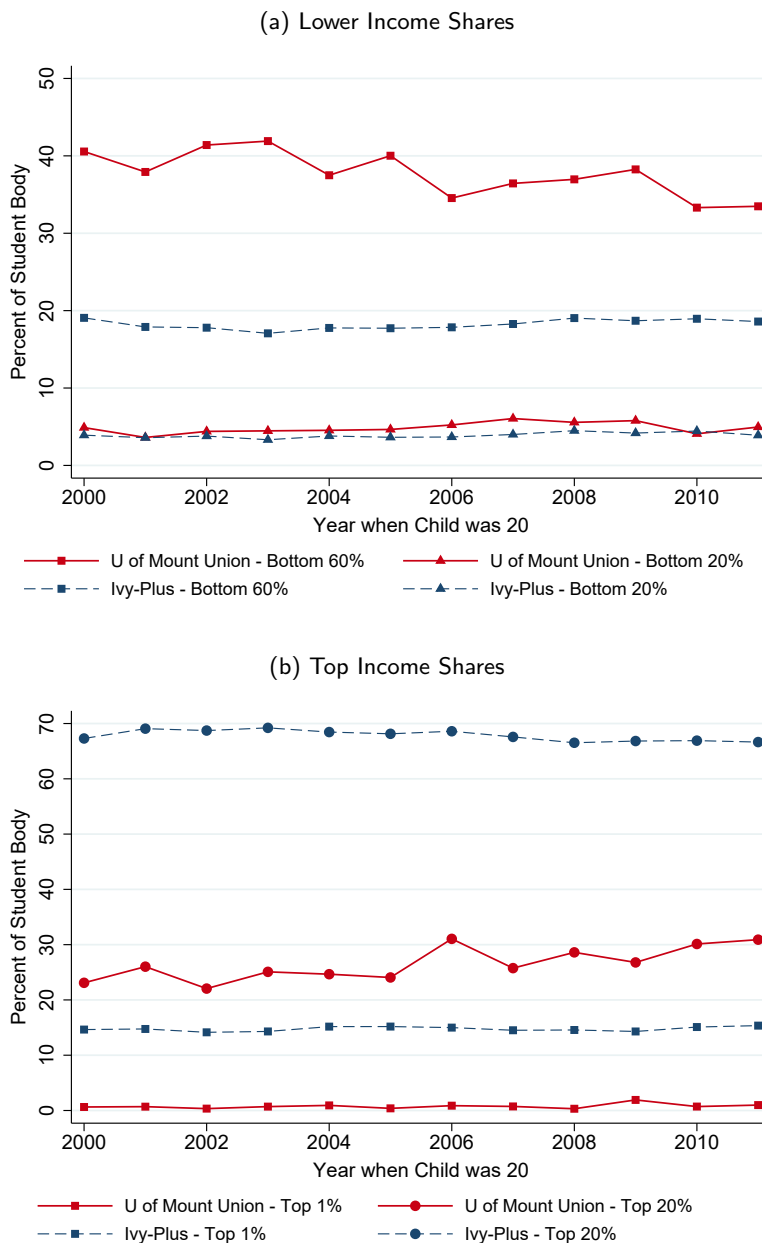 (a) Lower Income Shares
50
40
30
20
10
0
Percent of Student Body
2000 2002 2004 2006 2008 2010
Year when Child was 20
U of Mount Union - Bottom 60% U of Mount Union - Bottom 20%
Ivy-Plus - Bottom 60% Ivy-Plus - Bottom 20%
(b) Top Income Shares
70
60
50
40
30
20
10
0
Percent of Student Body
2000 2002 2004 2006 2008 2010
Year when Child was 20
U of Mount Union - Top 1% U of Mount Union - Top 20%
Ivy-Plus - Top 1% Ivy-Plus - Top 20%